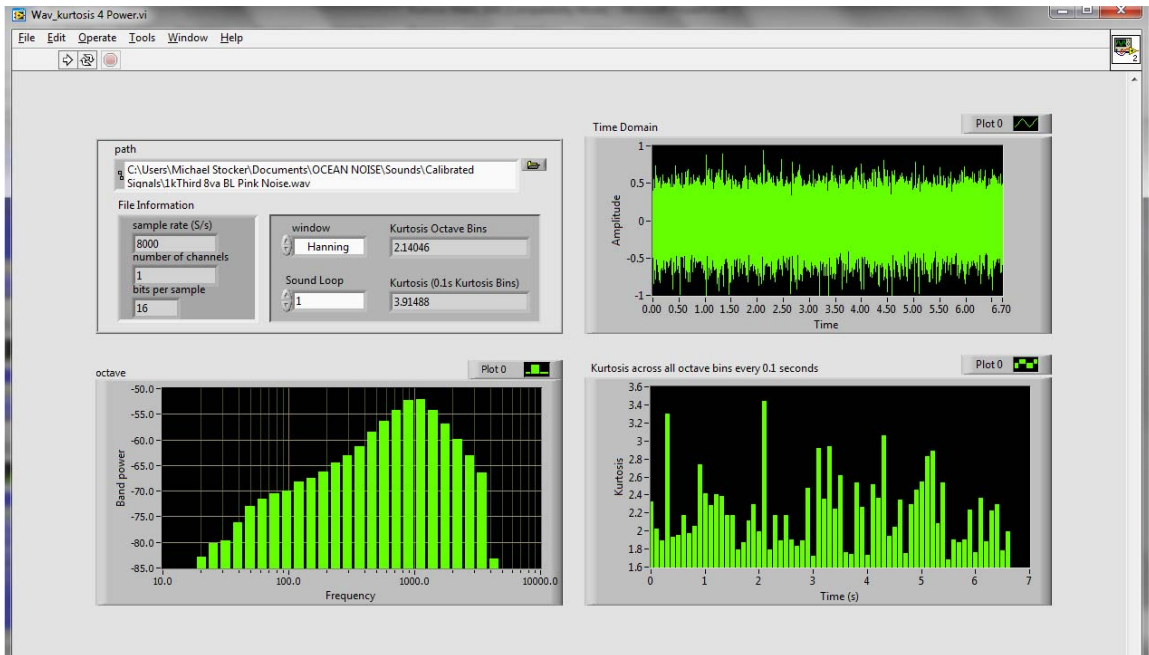 Wav_kurtosis 4 Power.vi
File Edit Operate Tools Window Help
2
path
C:\Users\Michael Stocker\Documents\OCEAN NOISE\Sounds\Calibrated
Signals\1kThird 8va BL Pink Noise.wav
File Information
sample rate (S/s)
8000
number of channels
1
bits per sample
16
window
Hanning
Sound Loop
1
Kurtosis Octave Bins
2.14046
Kurtosis (0.1s Kurtosis Bins)
3.91488
Time Domain
Plot 0
Amplitude
1
0.5
0
-0.5
-1
0.00 0.50 1.00 1.50 2.00 2.50 3.00 3.50 4.00 4.50 5.00 5.50 6.00 6.70
Time
octave
Plot 0
Band power
-50.0
-55.0
-60.0
-65.0
-70.0
-75.0
-80.0
-85.0
10.0 100.0 1000.0 10000.0
Frequency
Kurtosis across all octave bins every 0.1 seconds
Plot 0
Kurtosis
3.6
3.4
3.2
3
2.8
2.6
2.4
2.2
2
1.8
1.6
0 1 2 3 4 5 6 7
Time (s)